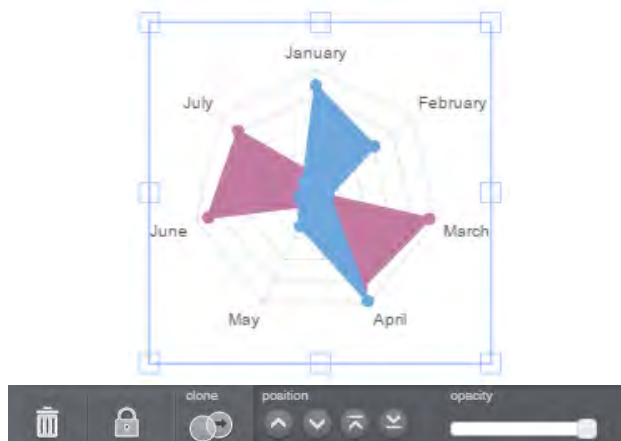 January
July
February
June
March
May
April
clone
position
opacity